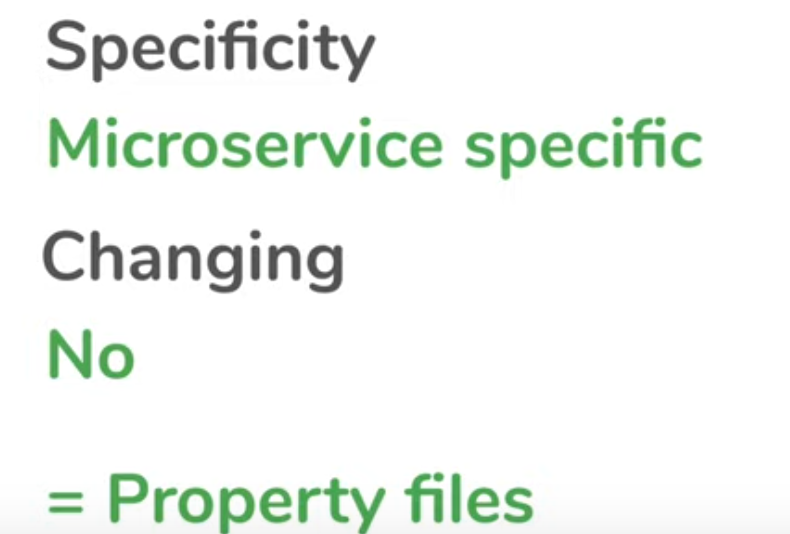 Specificity
Microservice specific
Changing
No
= Property files